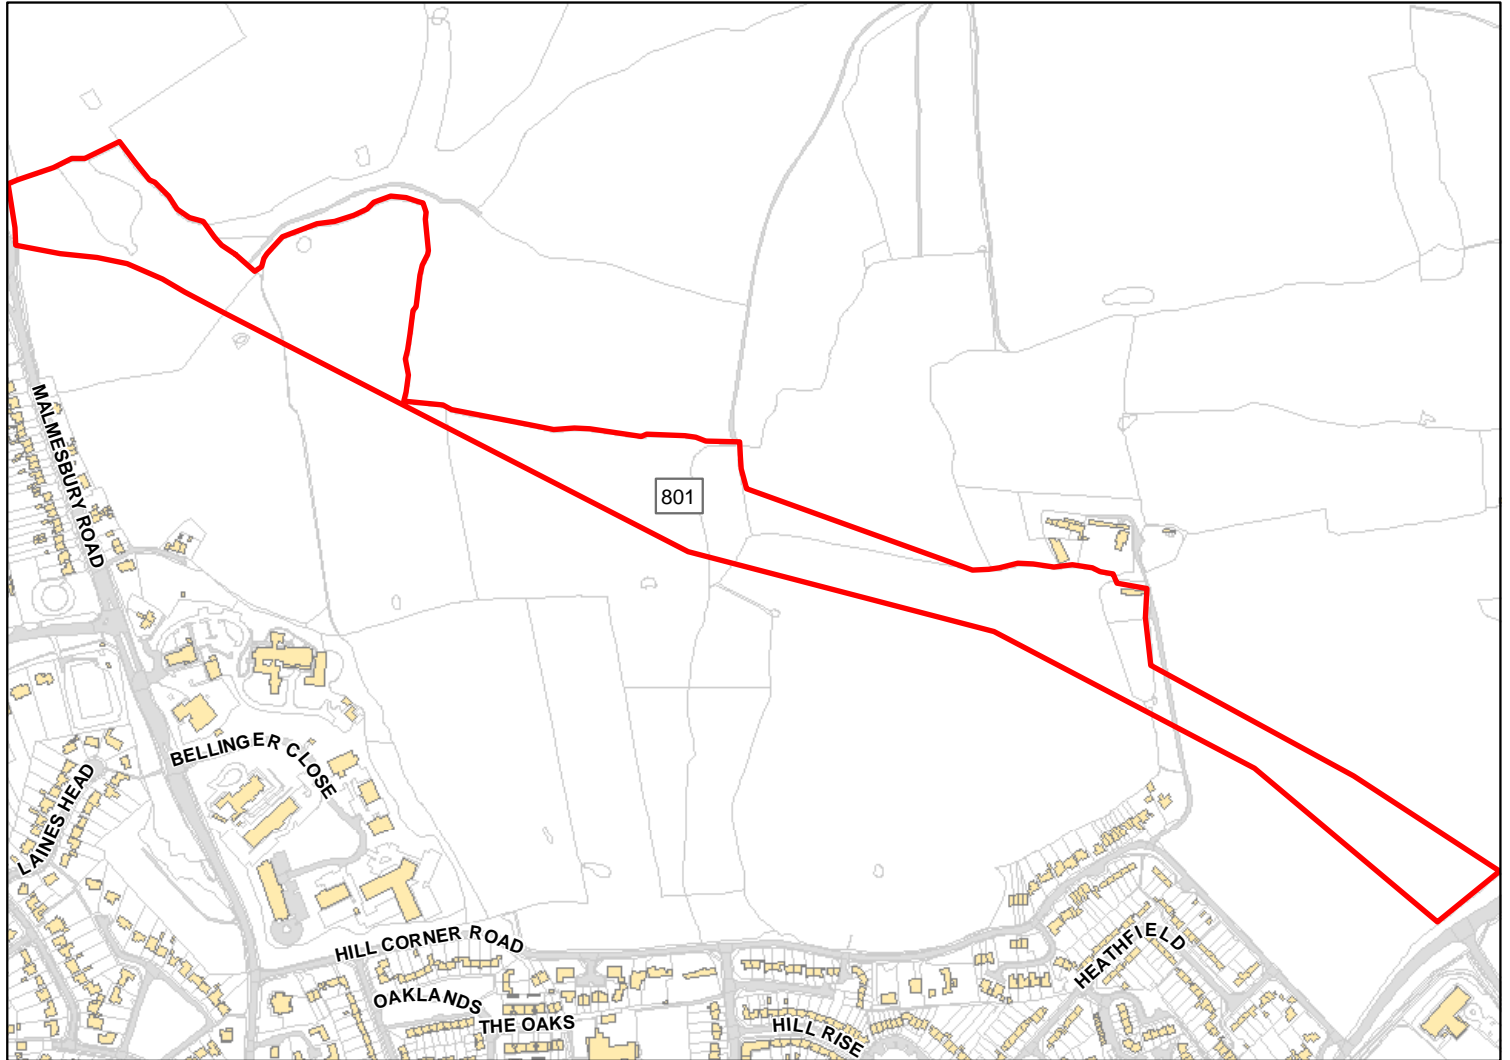 801
MALMESBURY ROAD
BELLINGER CLOSE
LAINES HEAD
HILL CORNER ROAD
HEATHFIELD
OAKLANDS
THE OAKS
HILL RISE